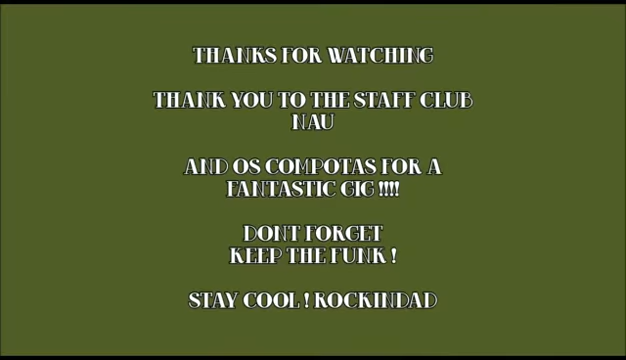 THANKS FOR WATCHING
THANK YOU TO THE STAFF CLUB
NAU
AND OS COMPOTAS FOR A
FANTASTIC GIG !!!!
DONT FORGET
KEEP THE FUNK !
STAY COOL ! ROCKINDAD